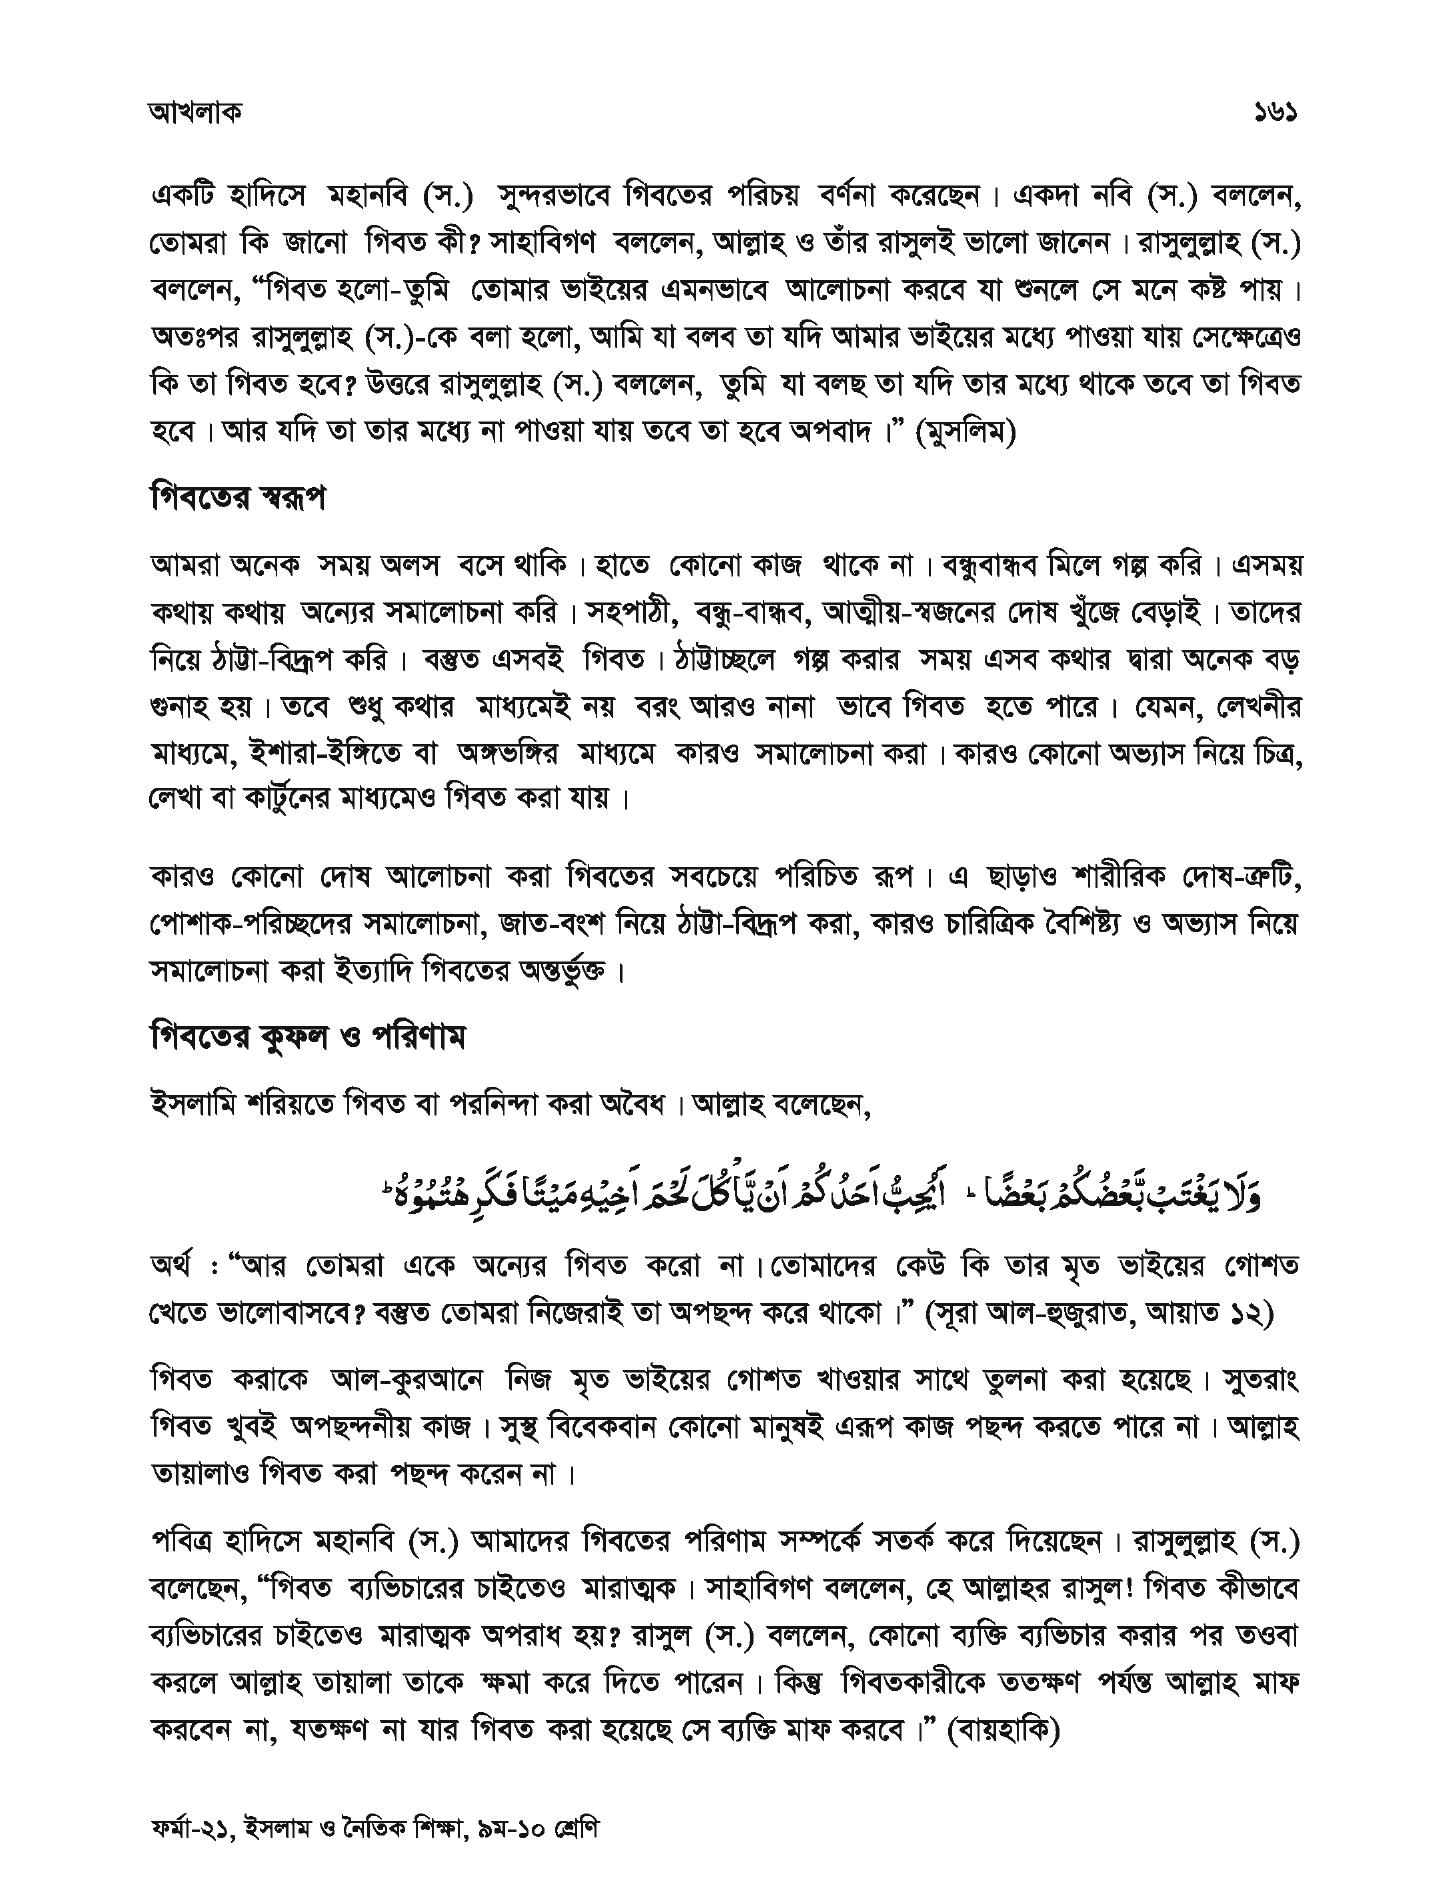 আখলাক ১৬১
একটি হাদিসে মহানবি (স.) সুন্দরভাবে গিবতের পরিচয় বর্ণনা করেছেন। একদা নবি (স.) বললেন,
তোমরা কি জানো গিবত কী? সাহাবিগণ বললেন, আল্লাহ ও তাঁর রাসুলই ভালো জানেন। রাসুলুল্লাহ (স.)
বললেন, “গিবত হলো-তুমি তোমার ভাইয়ের এমনভাবে আলোচনা করবে যা শুনলে সে মনে কষ্ট পায়।
অতঃপর রাসুলুল্লাহ (স.)-কে বলা হলো, আমি যা বলব তা যদি আমার ভাইয়ের মধ্যে পাওয়া যায় সেক্ষেত্রেও
কি তা গিবত হবে? উত্তরে রাসুলুল্লাহ (স.) বললেন, তুমি যা বলছ তা যদি তার মধ্যে থাকে তবে তা গিবত
হবে। আর যদি তা তার মধ্যে না পাওয়া যায় তবে তা হবে অপবাদ।” (মুসলিম)
গিবতের স্বরূপ
আমরা অনেক সময় অলস বসে থাকি। হাতে কোনো কাজ থাকে না। বন্ধুবান্ধব মিলে গল্প করি। এসময়
কথায় কথায় অন্যের সমালোচনা করি। সহপাঠী, বন্ধু-বান্ধব, আত্মীয়-স্বজনের দোষ খুঁজে বেড়াই। তাদের
নিয়ে ঠাট্টা-বিদ্রূপ করি। বস্তুত এসবই গিবত। ঠাট্টাচ্ছলে গল্প করার সময় এসব কথার দ্বারা অনেক বড়
গুনাহ হয়। তবে শুধু কথার মাধ্যমেই নয় বরং আরও নানা ভাবে গিবত হতে পারে। যেমন, লেখনীর
মাধ্যমে, ইশারা-ইঙ্গিতে বা অঙ্গভঙ্গির মাধ্যমে কারও সমালোচনা করা। কারও কোনো অভ্যাস নিয়ে চিত্র,
লেখা বা কার্টুনের মাধ্যমেও গিবত করা যায়।
কারও কোনো দোষ আলোচনা করা গিবতের সবচেয়ে পরিচিত রূপ। এ ছাড়াও শারীরিক দোষ-ত্রুটি,
পোশাক-পরিচ্ছদের সমালোচনা, জাত-বংশ নিয়ে ঠাট্টা-বিদ্রূপ করা, কারও চারিত্রিক বৈশিষ্ট্য ও অভ্যাস নিয়ে
সমালোচনা করা ইত্যাদি গিবতের অন্তর্ভুক্ত।
গিবতের কুফল ও পরিণাম
ইসলামি শরিয়তে গিবত বা পরনিন্দা করা অবৈধ। আল্লাহ বলেছেন,
وَلَا يَغْتَبْ بَّعْضُكُمْ بَعْضًا ۔ اَيُحِبُّ اَحَدُكُمْ اَنْ يَّاْكُلَ لَحْمَ اَخِيْهِ مَيْتًا فَكَرِهْتُمُوْهُ ؕ
অর্থ : “আর তোমরা একে অন্যের গিবত করো না। তোমাদের কেউ কি তার মৃত ভাইয়ের গোশত
খেতে ভালোবাসবে? বস্তুত তোমরা নিজেরাই তা অপছন্দ করে থাকো।” (সূরা আল-হুজুরাত, আয়াত ১২)
গিবত করাকে আল-কুরআনে নিজ মৃত ভাইয়ের গোশত খাওয়ার সাথে তুলনা করা হয়েছে। সুতরাং
গিবত খুবই অপছন্দনীয় কাজ। সুস্থ বিবেকবান কোনো মানুষই এরূপ কাজ পছন্দ করতে পারে না। আল্লাহ
তায়ালাও গিবত করা পছন্দ করেন না।
পবিত্র হাদিসে মহানবি (স.) আমাদের গিবতের পরিণাম সম্পর্কে সতর্ক করে দিয়েছেন। রাসুলুল্লাহ (স.)
বলেছেন, “গিবত ব্যভিচারের চাইতেও মারাত্মক। সাহাবিগণ বললেন, হে আল্লাহর রাসুল! গিবত কীভাবে
ব্যভিচারের চাইতেও মারাত্মক অপরাধ হয়? রাসুল (স.) বললেন, কোনো ব্যক্তি ব্যভিচার করার পর তওবা
করলে আল্লাহ তায়ালা তাকে ক্ষমা করে দিতে পারেন। কিন্তু গিবতকারীকে ততক্ষণ পর্যন্ত আল্লাহ মাফ
করবেন না, যতক্ষণ না যার গিবত করা হয়েছে সে ব্যক্তি মাফ করবে।” (বায়হাকি)
ফর্মা-২১, ইসলাম ও নৈতিক শিক্ষা, ৯ম-১০ শ্রেণি